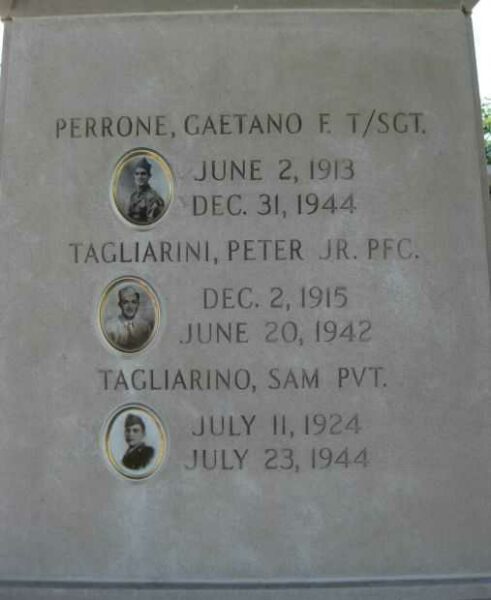 PERRONE, GAETANO F. T/SGT.
JUNE 2, 1913
DEC. 31, 1944
TAGLIARINI, PETER JR. PFC.
DEC. 2, 1915
JUNE 20, 1942
TAGLIARINO, SAM PVT.
JULY 11, 1924
JULY 23, 1944